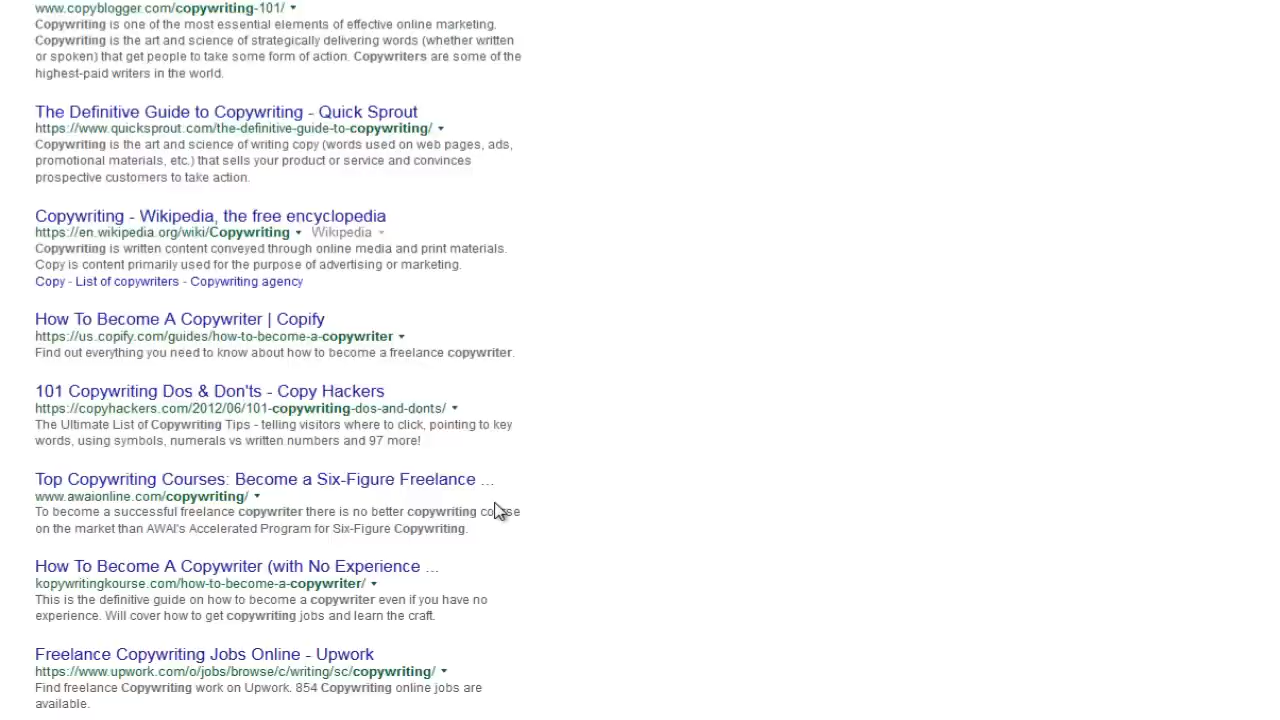 www.copyblogger.com/copywriting-101/
Copywriting is one of the most essential elements of effective online marketing.
Copywriting is the art and science of strategically delivering words (whether written
or spoken) that get people to take some form of action. Copywriters are some of the
highest-paid writers in the world.
The Definitive Guide to Copywriting - Quick Sprout
https://www.quicksprout.com/the-definitive-guide-to-copywriting/
Copywriting is the art and science of writing copy (words used on web pages, ads,
promotional materials, etc.) that sells your product or service and convinces
prospective customers to take action.
Copywriting - Wikipedia, the free encyclopedia
https://en.wikipedia.org/wiki/Copywriting Wikipedia
Copywriting is written content conveyed through online media and print materials.
Copy is content primarily used for the purpose of advertising or marketing.
Copy - List of copywriters - Copywriting agency
How To Become A Copywriter | Copify
https://us.copify.com/guides/how-to-become-a-copywriter
Find out everything you need to know about how to become a freelance copywriter.
101 Copywriting Dos & Don'ts - Copy Hackers
https://copyhackers.com/2012/06/101-copywriting-dos-and-donts/
The Ultimate List of Copywriting Tips - telling visitors where to click, pointing to key
words, using symbols, numerals vs written numbers and 97 more!
Top Copywriting Courses: Become a Six-Figure Freelance ...
www.awaionline.com/copywriting/
To become a successful freelance copywriter there is no better copywriting course
on the market than AWAI's Accelerated Program for Six-Figure Copywriting.
How To Become A Copywriter (with No Experience ...
kopywritingkourse.com/how-to-become-a-copywriter/
This is the definitive guide on how to become a copywriter even if you have no
experience. Will cover how to get copywriting jobs and learn the craft.
Freelance Copywriting Jobs Online - Upwork
https://www.upwork.com/o/jobs/browse/c/writing/sc/copywriting/
Find freelance Copywriting work on Upwork. 854 Copywriting online jobs are
available.